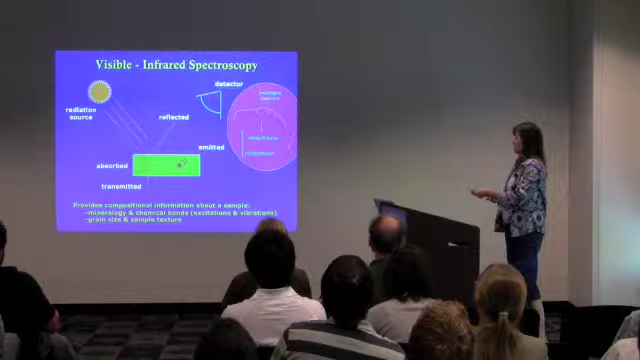 Visible - Infrared Spectroscopy
detector
radiation
source
reflected
emitted
absorbed
transmitted
Provides compositional information about a sample:
–mineralogy & chemical bonds (excitations & vibrations)
–grain size & sample texture